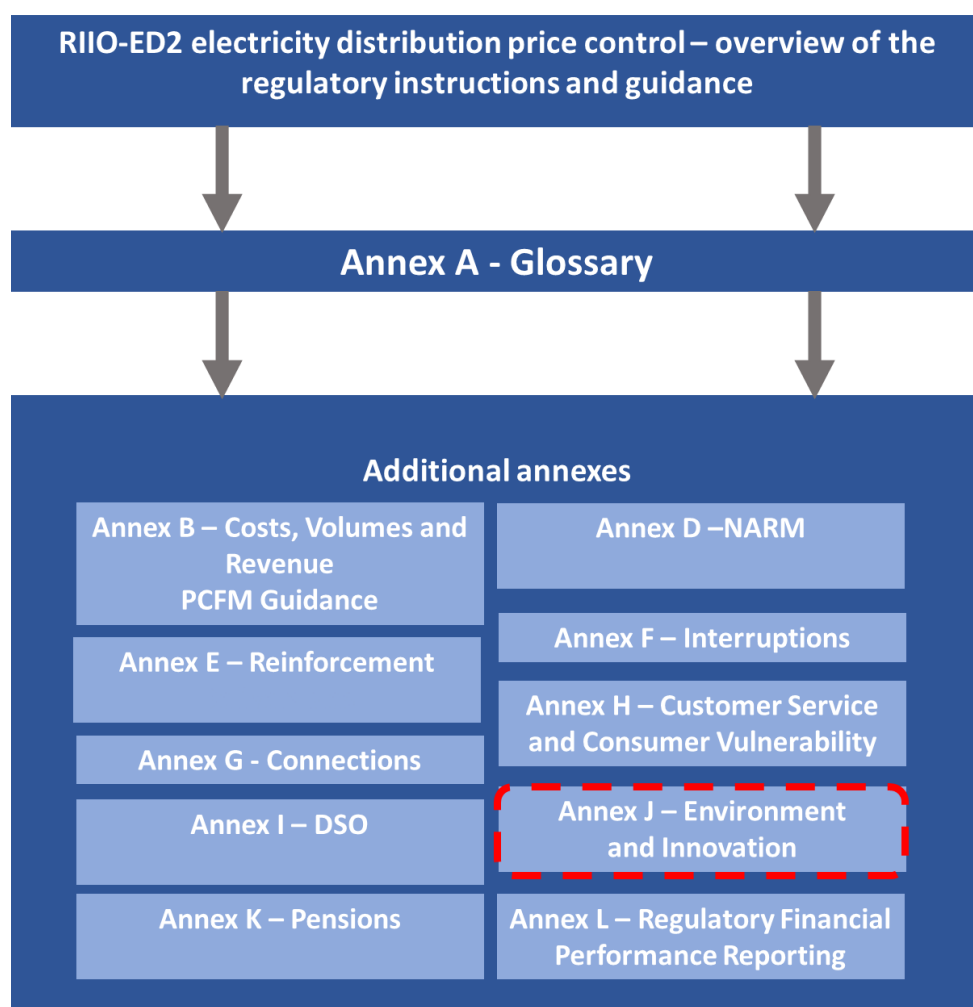 RIIO-ED2 electricity distribution price control – overview of the
regulatory instructions and guidance
Annex A - Glossary
Additional annexes
Annex B – Costs, Volumes and
Revenue
PCFM Guidance
Annex D –NARM
Annex E – Reinforcement
Annex F – Interruptions
Annex G - Connections
Annex H – Customer Service
and Consumer Vulnerability
Annex I – DSO
Annex J – Environment
and Innovation
Annex K – Pensions
Annex L – Regulatory Financial
Performance Reporting